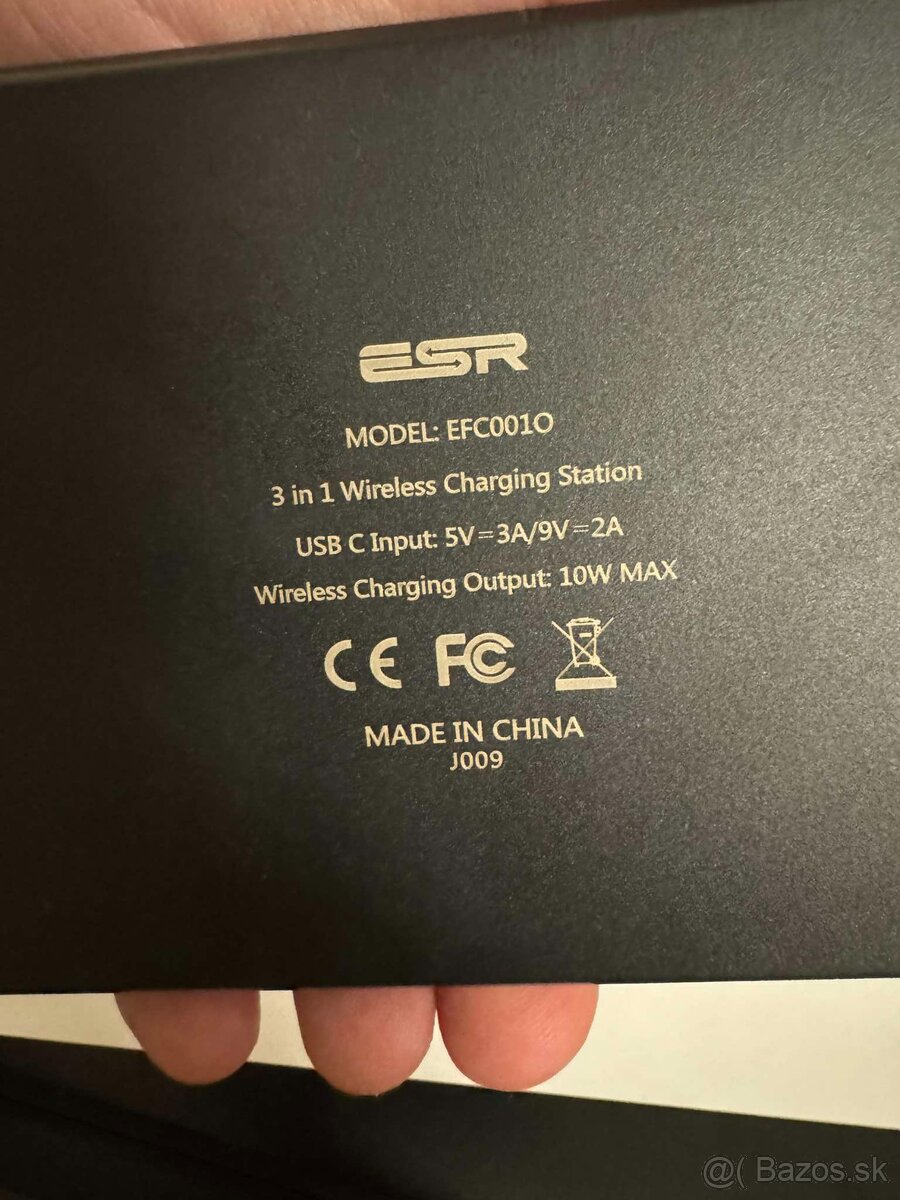 ESR
MODEL: EFC001O
3 in 1 Wireless Charging Station
USB C Input: 5V=3A/9V=2A
Wireless Charging Output: 10W MAX
CE FC
MADE IN CHINA
J009
@( Bazos.sk